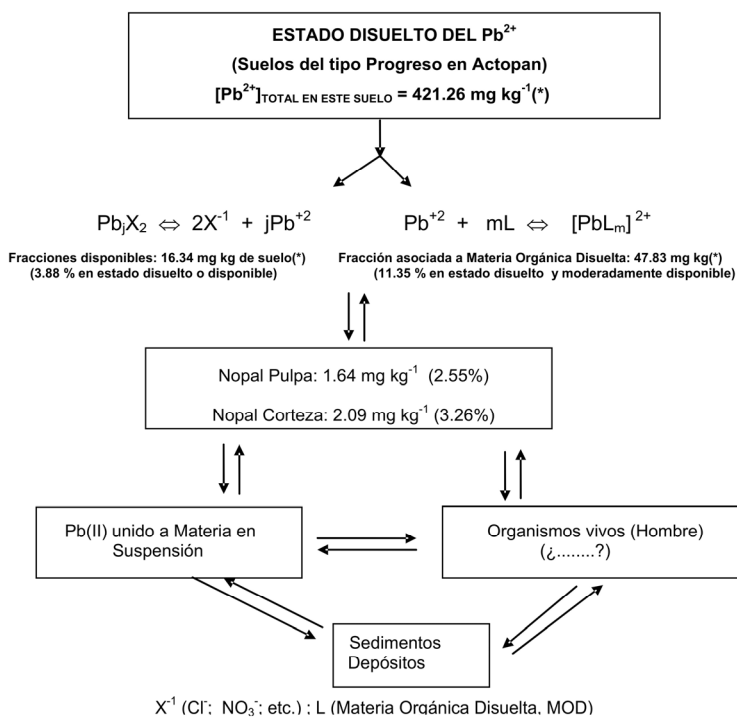 ESTADO DISUELTO DEL Pb²⁺
(Suelos del tipo Progreso en Actopan)
[Pb²⁺]TOTAL EN ESTE SUELO = 421.26 mg kg⁻¹(*)
PbⱼX₂ ⇔ 2X⁻¹ + jPb⁺² Pb⁺² + mL ⇔ [PbLₘ]²⁺
Fracciones disponibles: 16.34 mg kg de suelo(*)
(3.88 % en estado disuelto o disponible)
Fracción asociada a Materia Orgánica Disuelta: 47.83 mg kg(*)
(11.35 % en estado disuelto y moderadamente disponible)
Nopal Pulpa: 1.64 mg kg⁻¹ (2.55%)
Nopal Corteza: 2.09 mg kg⁻¹ (3.26%)
Pb(II) unido a Materia en
Suspensión
Organismos vivos (Hombre)
(¿........?)
Sedimentos
Depósitos
X⁻¹ (Cl⁻; NO₃⁻; etc.) ; L (Materia Orgánica Disuelta, MOD)